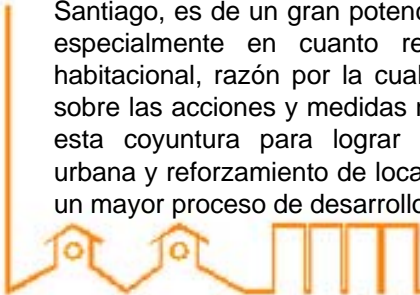 Santiago, es de un gran potenc
especialmente en cuanto re
habitacional, razón por la cual
sobre las acciones y medidas
esta coyuntura para lograr
urbana y reforzamiento de loca
un mayor proceso de desarrollo